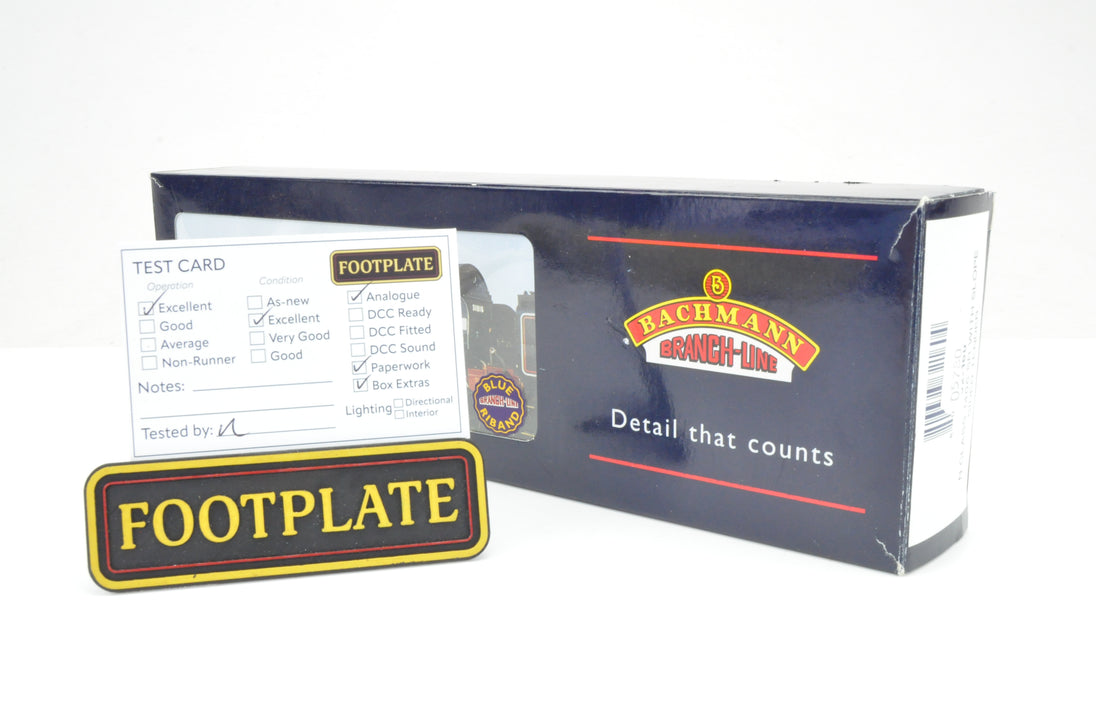 TEST CARD
FOOTPLATE
Operation
Excellent
Good
Average
Non-Runner
Condition
As-new
Excellent
Very Good
Good
Analogue
DCC Ready
DCC Fitted
DCC Sound
Paperwork
Box Extras
Notes:
Lighting
Directional
Interior
Tested by:
FOOTPLATE
BLUE
BRANCH-LINE
RIBAND
B
BACHMANN
BRANCH-LINE
Detail that counts